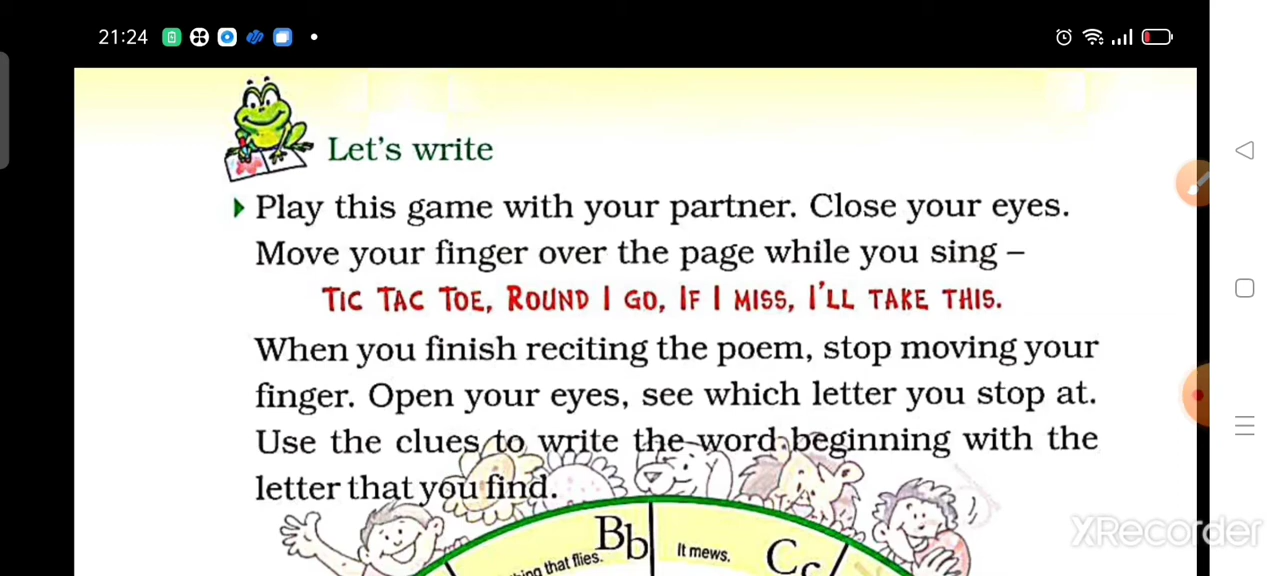 21:24
Let's write
Play this game with your partner. Close your eyes.
Move your finger over the page while you sing –
TIC TAC TOE, ROUND I GO, IF I MISS, I'LL TAKE THIS.
When you finish reciting the poem, stop moving your
finger. Open your eyes, see which letter you stop at.
Use the clues to write the word beginning with the
letter that you find.
Bb
that flies.
It mews.
Cc
XRecorder